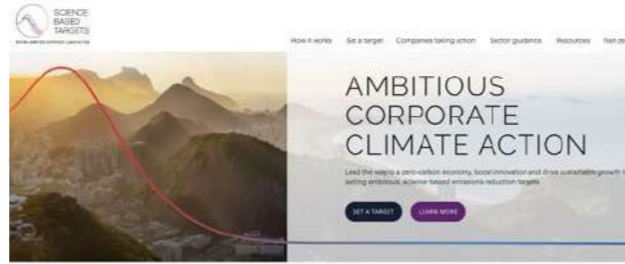 SCIENCE
BASED
TARGETS
How it works Set a target Companies taking action Sector guidance Resources Net-ze
AMBITIOUS
CORPORATE
CLIMATE ACTION
Lead the way to a zero-carbon economy, boost innovation and drive sustainable growth
setting ambitious, science-based emissions reduction targets
SET A TARGET LEARN MORE